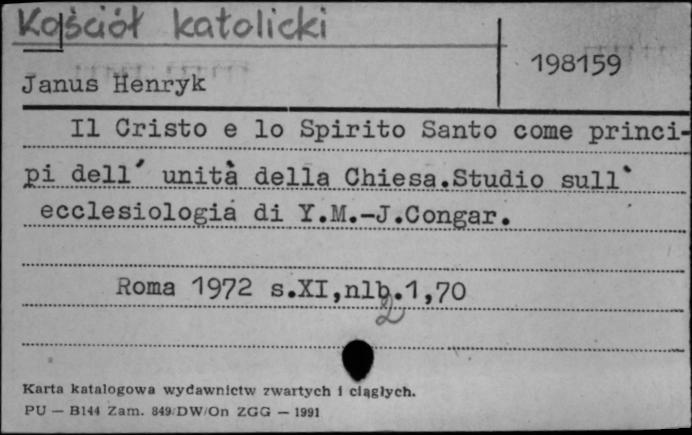 Kościół katolicki
198159
Janus Henryk
Il Cristo e lo Spirito Santo come princi-
pi dell´ unità della Chiesa.Studio sull`
ecclesiologia di Y.M.-J.Congar.
Roma 1972 s.XI,nlb.1,70
2
Karta katalogowa wydawnictw zwartych i ciągłych.
PU — B144 Zam. 849/DW/On ZGG — 1991